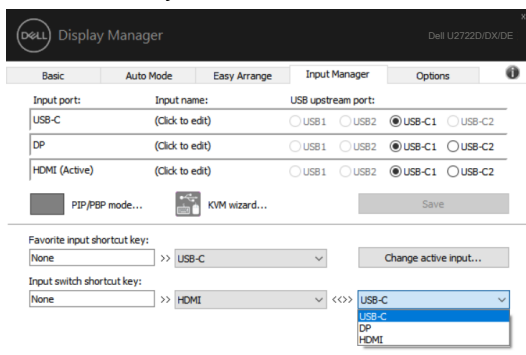 DELL Display Manager Dell U2722D/DX/DE x
Basic Auto Mode Easy Arrange Input Manager Options i
Input port: Input name: USB upstream port:
USB-C (Click to edit) USB1 USB2 USB-C1 USB-C2
DP (Click to edit) USB1 USB2 USB-C1 USB-C2
HDMI (Active) (Click to edit) USB1 USB2 USB-C1 USB-C2
PIP/PBP mode... KVM wizard... Save
Favorite input shortcut key:
None >> USB-C Change active input...
Input switch shortcut key:
None >> HDMI <<>> USB-C
USB-C
DP
HDMI